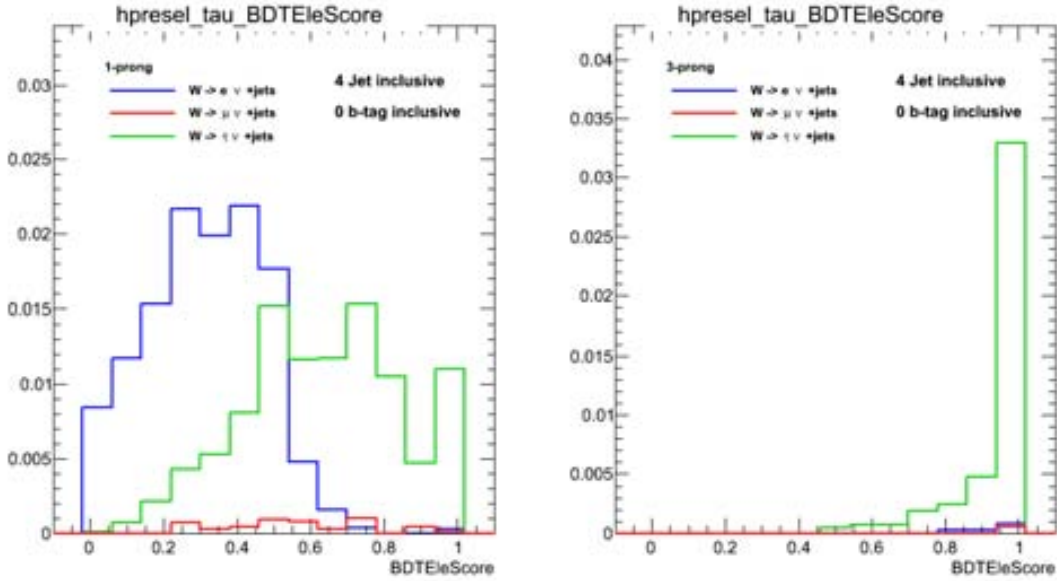 hpresel_tau_BDTEleScore
1-prong
W -> e ν +jets
W -> μ ν +jets
W -> τ ν +jets
4 Jet inclusive
0 b-tag inclusive
0.03
0.025
0.02
0.015
0.01
0.005
0
0 0.2 0.4 0.6 0.8 1
BDTEleScore
hpresel_tau_BDTEleScore
3-prong
W -> e ν +jets
W -> μ ν +jets
W -> τ ν +jets
4 Jet inclusive
0 b-tag inclusive
0.04
0.035
0.03
0.025
0.02
0.015
0.01
0.005
0
0 0.2 0.4 0.6 0.8 1
BDTEleScore